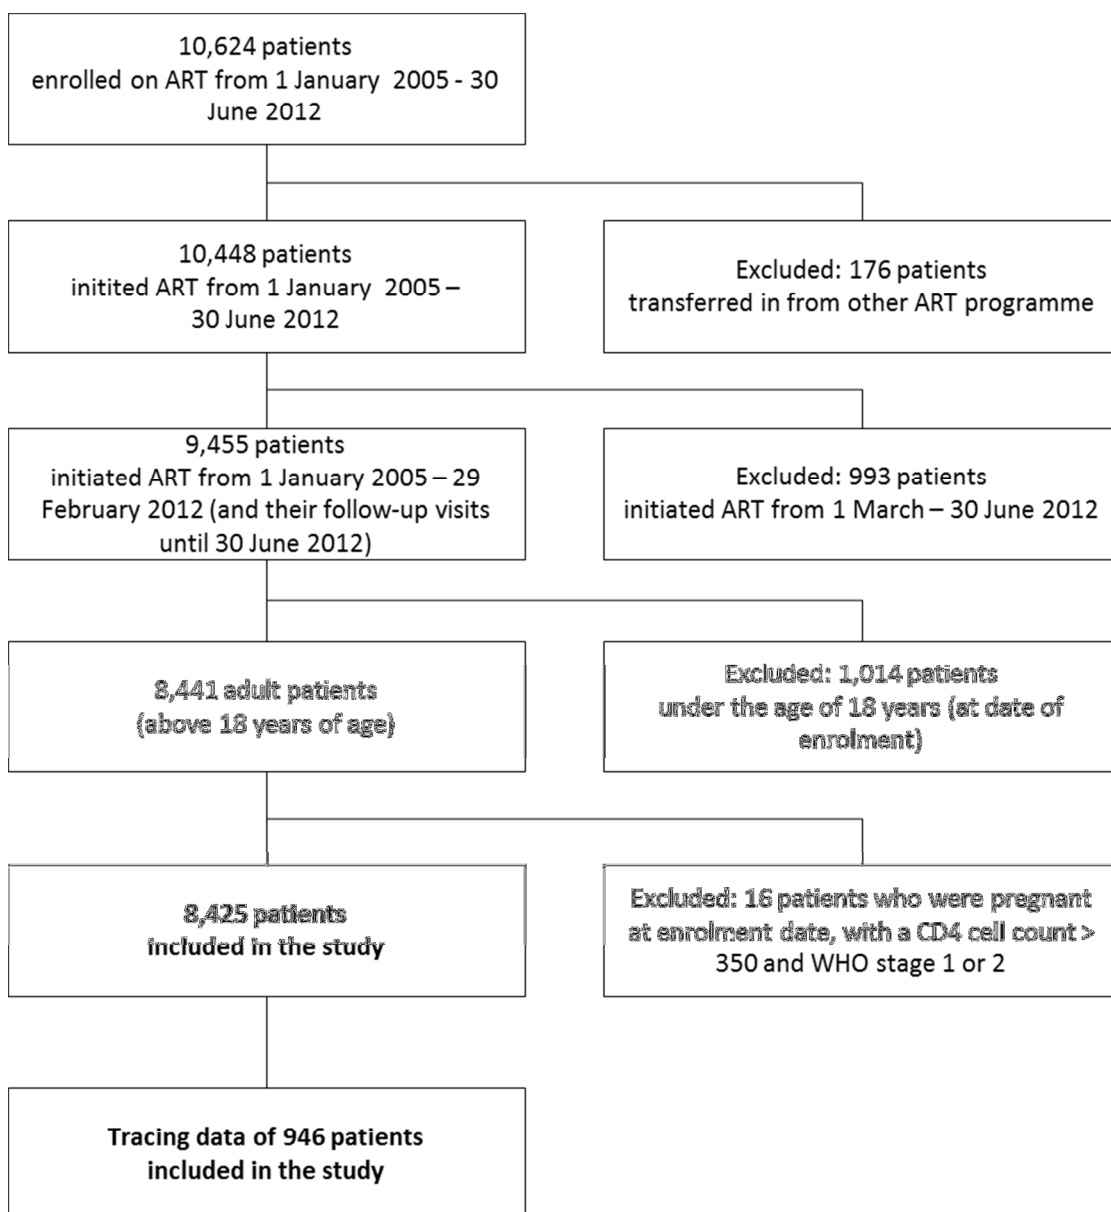 10,624 patients
enrolled on ART from 1 January 2005 - 30
June 2012
10,448 patients
initited ART from 1 January 2005 –
30 June 2012
Excluded: 176 patients
transferred in from other ART programme
9,455 patients
initiated ART from 1 January 2005 – 29
February 2012 (and their follow-up visits
until 30 June 2012)
Excluded: 993 patients
initiated ART from 1 March – 30 June 2012
8,441 adult patients
(above 18 years of age)
Excluded: 1,014 patients
under the age of 18 years (at date of
enrolment)
8,425 patients
included in the study
Excluded: 16 patients who were pregnant
at enrolment date, with a CD4 cell count >
350 and WHO stage 1 or 2
Tracing data of 946 patients
included in the study